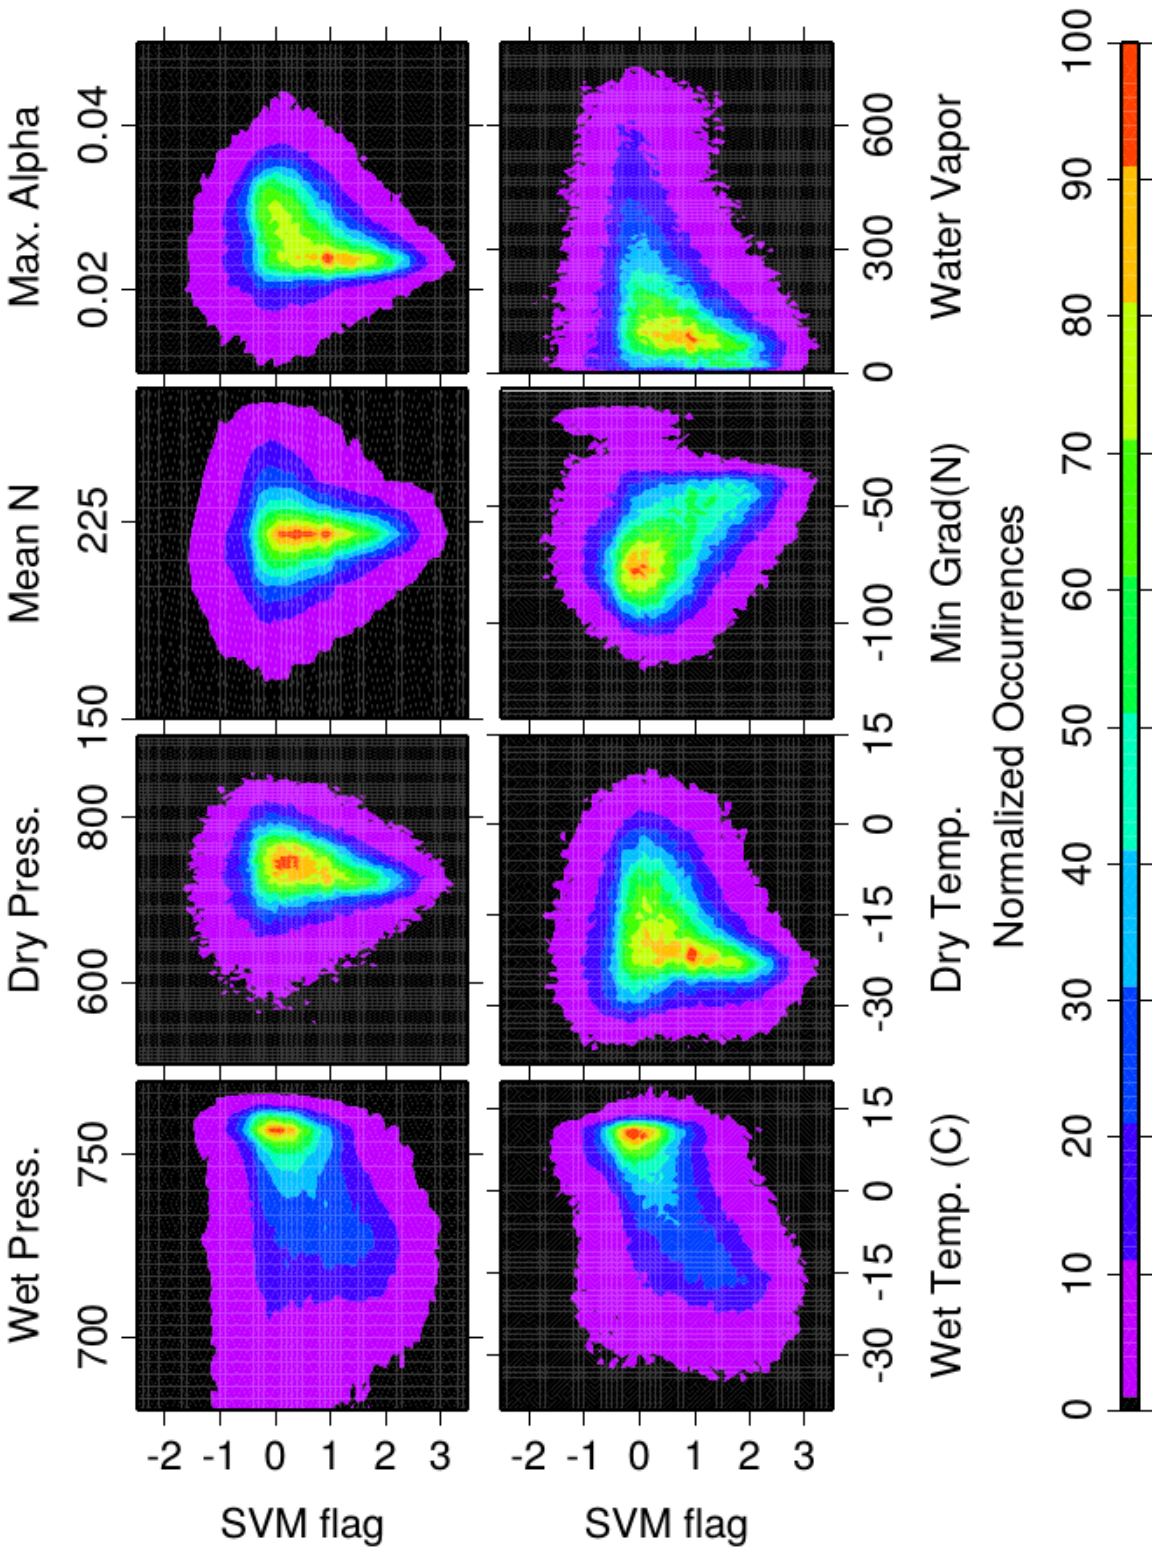 Max. Alpha
0.02 0.04
Mean N
150 225
Dry Press.
600 800
Wet Press.
700 750
-2 -1 0 1 2 3
SVM flag
0 300 600
Water Vapor
-100 -50
Min Grad(N)
-30 -15 0 15
Dry Temp.
-30 -15 0 15
Wet Temp. (C)
-2 -1 0 1 2 3
SVM flag
Normalized Occurrences
0 10 20 30 40 50 60 70 80 90 100